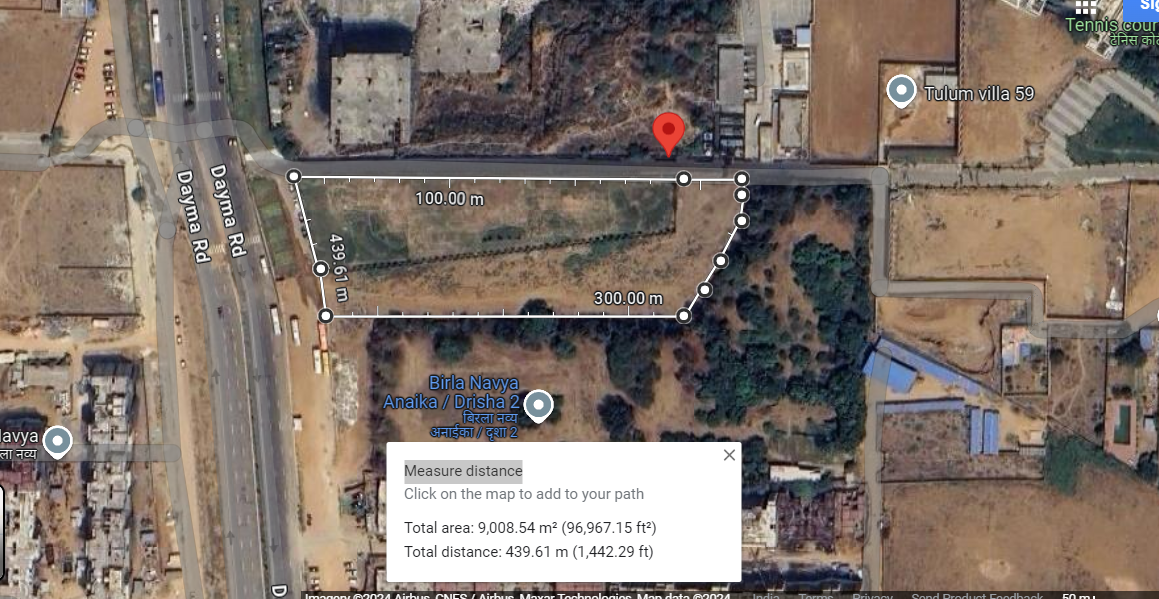 Sig
Tennis cour
टेनिस को
Tulum villa 59
Dayma Rd
Dayma Rd
100.00 m
439.61 m
300.00 m
Birla Navya
Anaika / Drisha 2
बिरला नव्य
अनाईका / दृशा 2
Navya
ला नव्य
Measure distance
Click on the map to add to your path
Total area: 9,008.54 m² (96,967.15 ft²)
Total distance: 439.61 m (1,442.29 ft)
D
Imagery ©2024 Airbus, CNES / Airbus, Maxar Technologies, Map data ©2024 India Terms Privacy Send Product Feedback 50 m